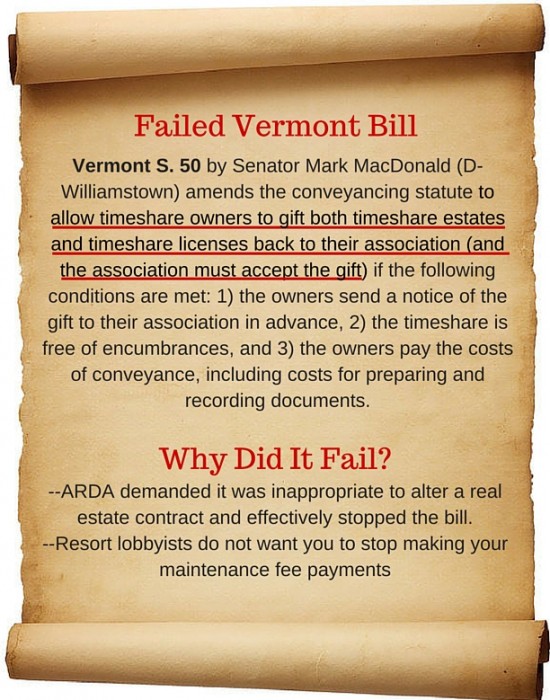 Failed Vermont Bill
Vermont S. 50 by Senator Mark MacDonald (D-
Williamstown) amends the conveyancing statute to
allow timeshare owners to gift both timeshare estates
and timeshare licenses back to their association (and
the association must accept the gift) if the following
conditions are met: 1) the owners send a notice of the
gift to their association in advance, 2) the timeshare is
free of encumbrances, and 3) the owners pay the costs
of conveyance, including costs for preparing and
recording documents.
Why Did It Fail?
--ARDA demanded it was inappropriate to alter a real
estate contract and effectively stopped the bill.
--Resort lobbyists do not want you to stop making your
maintenance fee payments